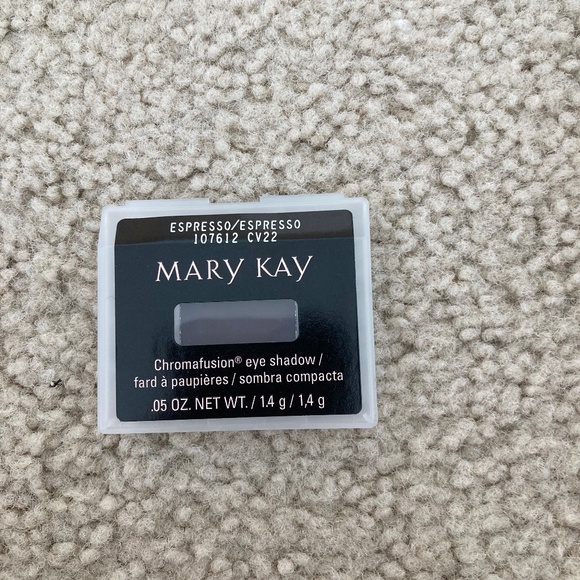 ESPRESSO/ESPRESSO
107612 CV22
MARY KAY
Chromafusion® eye shadow /
fard à paupières / sombra compacta
.05 OZ. NET WT. / 1.4 g / 1,4 g